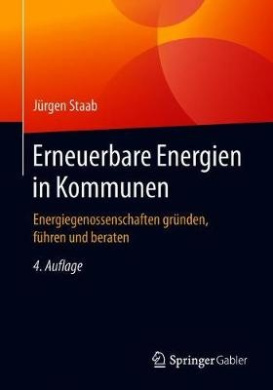 Jürgen Staab
Erneuerbare Energien
in Kommunen
Energiegenossenschaften gründen,
führen und beraten
4. Auflage
Springer Gabler